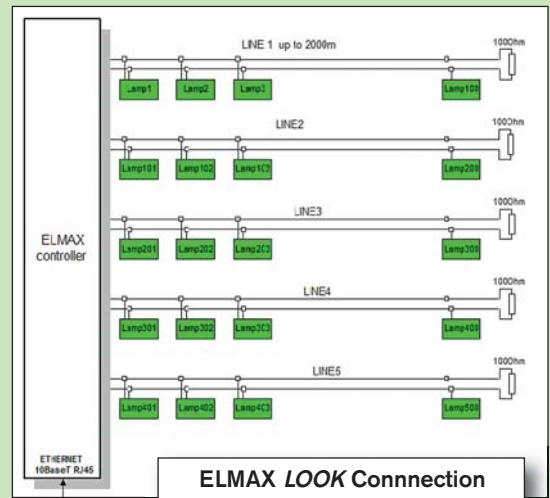 LINE 1 up to 2000m
100Ohm
Lamp1 Lamp2 Lamp3 Lamp100
LINE2
100Ohm
Lamp101 Lamp102 Lamp103 Lamp200
LINE3
100Ohm
Lamp201 Lamp202 Lamp203 Lamp300
ELMAX
controller
LINE4
100Ohm
Lamp301 Lamp302 Lamp303 Lamp400
LINE5
100Ohm
Lamp401 Lamp402 Lamp403 Lamp500
ETHERNET
10BaseT RJ45
ELMAX LOOK Connnection